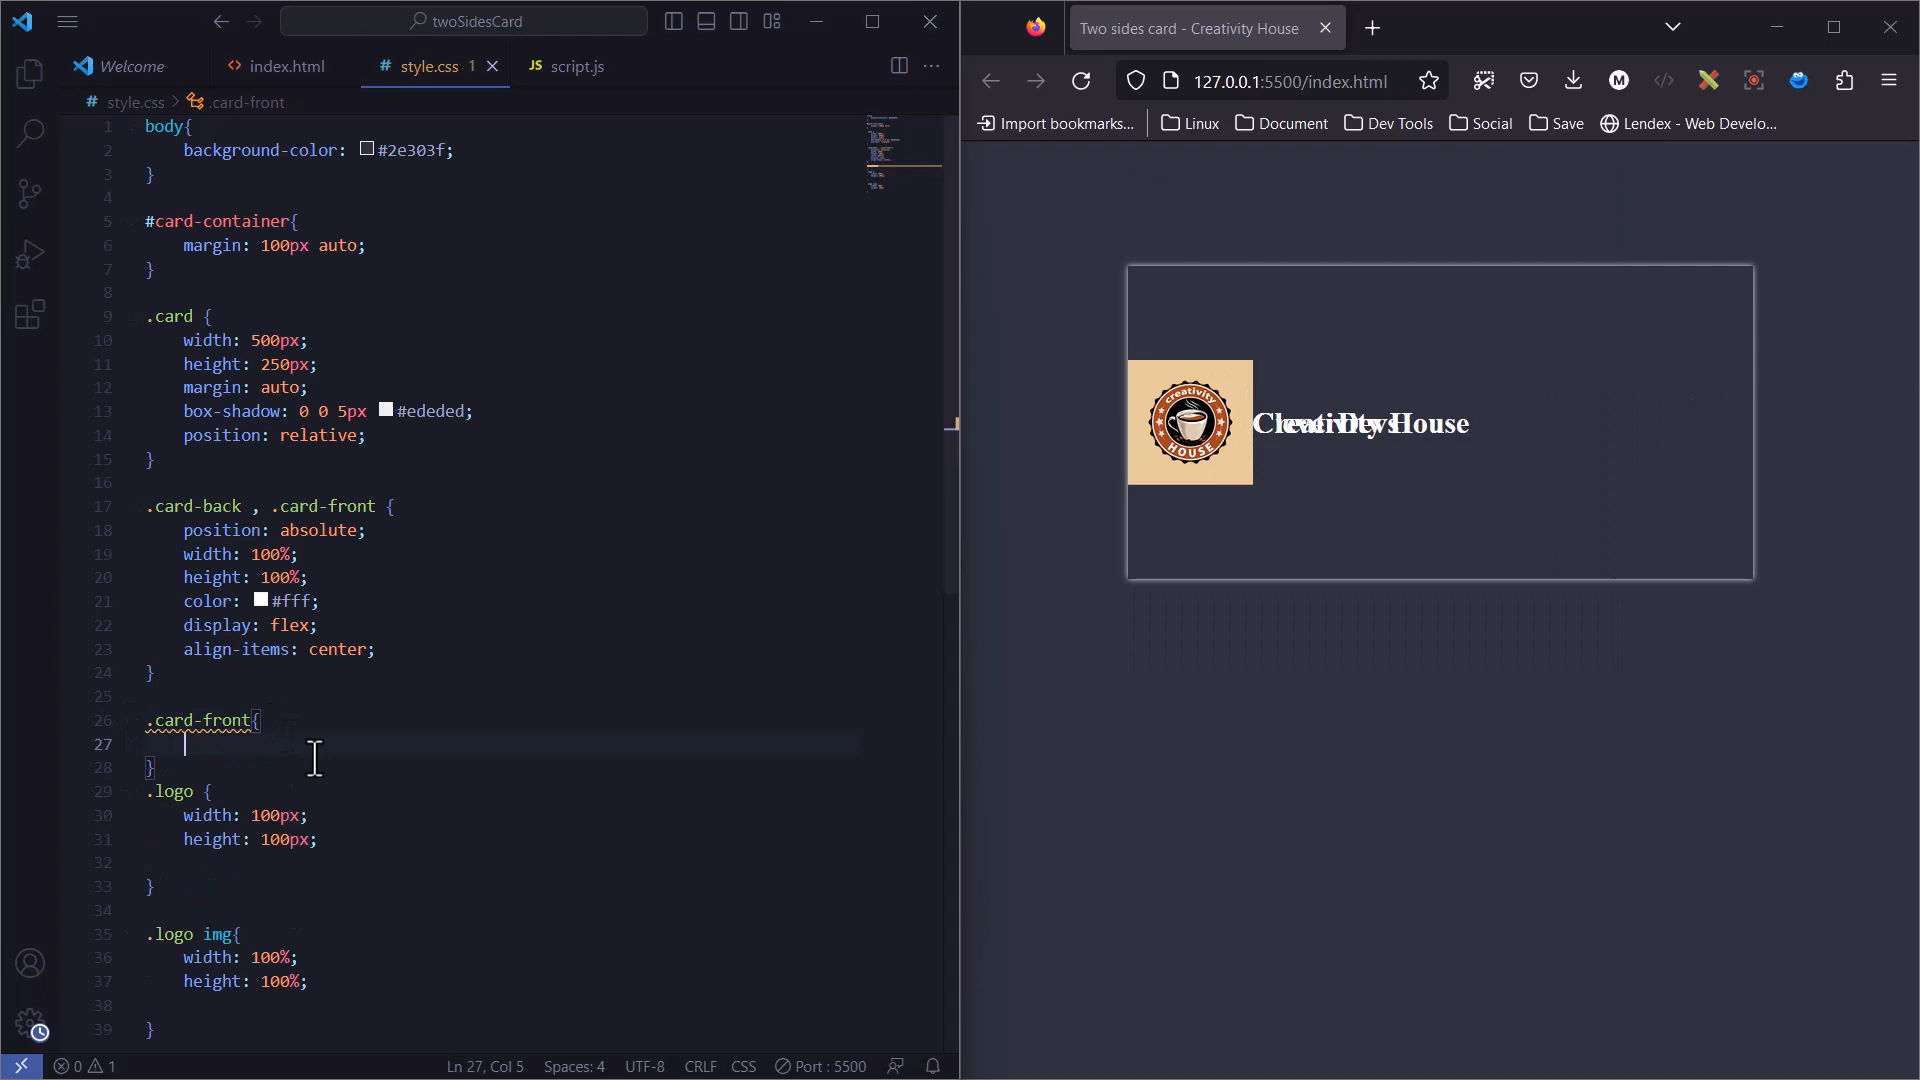 twoSidesCard
Welcome
index.html
# style.css 1
JS script.js
# style.css > .card-front
1 body{
2 background-color: #2e303f;
3 }
4
5 #card-container{
6 margin: 100px auto;
7 }
8
9 .card {
10 width: 500px;
11 height: 250px;
12 margin: auto;
13 box-shadow: 0 0 5px #ededed;
14 position: relative;
15 }
16
17 .card-back , .card-front {
18 position: absolute;
19 width: 100%;
20 height: 100%;
21 color: #fff;
22 display: flex;
23 align-items: center;
24 }
25
26 .card-front{
27
28 }
29 .logo {
30 width: 100px;
31 height: 100px;
32
33 }
34
35 .logo img{
36 width: 100%;
37 height: 100%;
38
39 }
0 1
Ln 27, Col 5 Spaces: 4 UTF-8 CRLF CSS Port : 5500
Two sides card - Creativity House
127.0.0.1:5500/index.html
M
Import bookmarks... Linux Document Dev Tools Social Save Lendex - Web Develo...
creativity
HOUSE
Creativity House